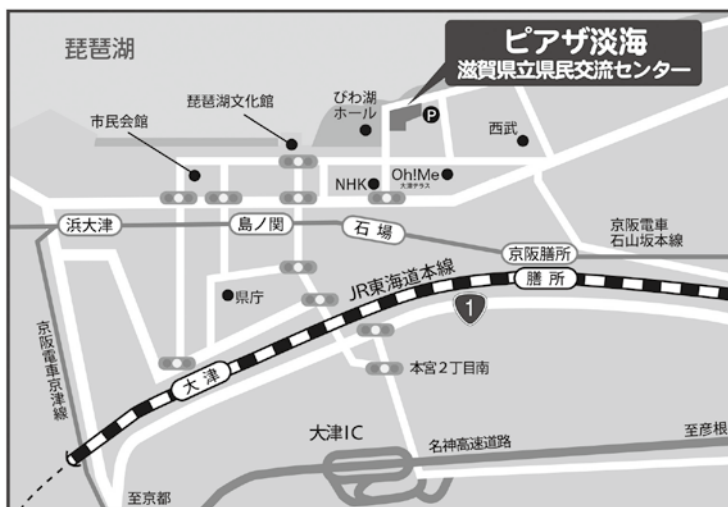 琵琶湖
ピアザ淡海
滋賀県立県民交流センター
琵琶湖文化館
びわ湖
ホール
P
市民会館
西武
NHK
Oh!Me
大津テラス
浜大津
島ノ関
石場
京阪膳所
京阪電車
石山坂本線
JR東海道本線
膳所
県庁
1
京阪電車京津線
大津
本宮2丁目南
大津IC
名神高速道路
至彦根
至京都